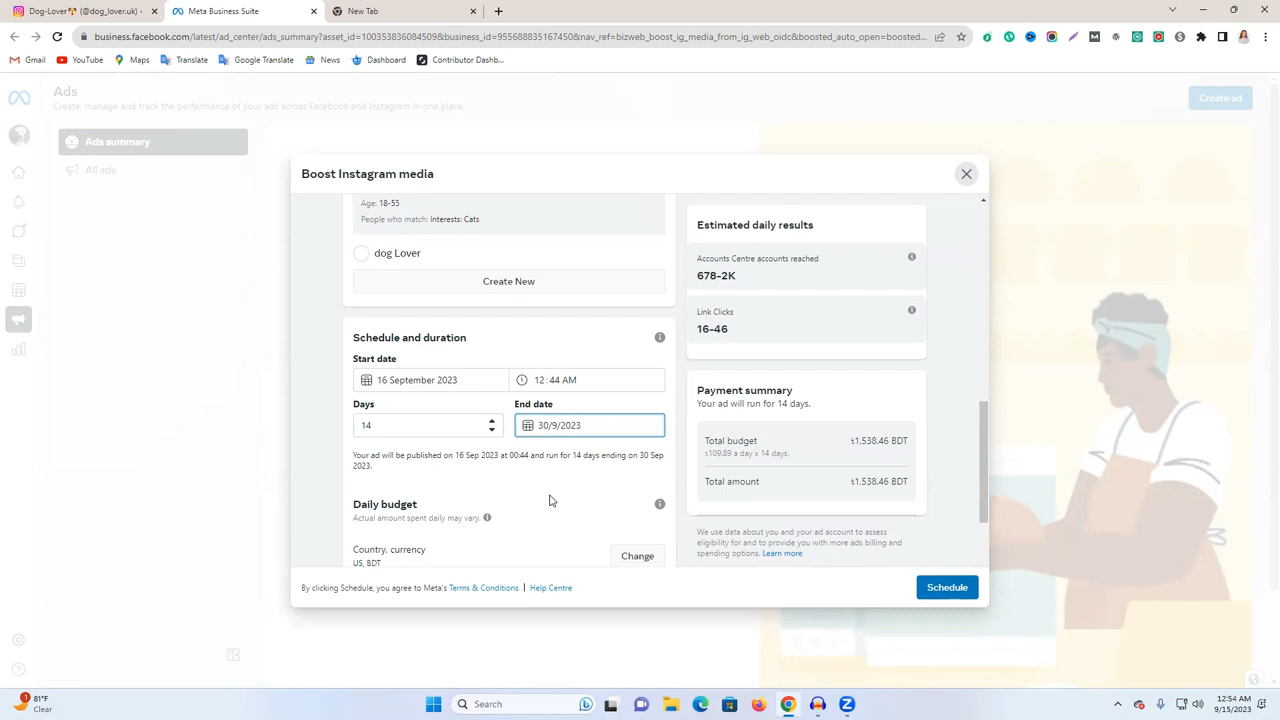 Dog-Lover🐶 (@dog_lover.uk) •
Meta Business Suite
New Tab
business.facebook.com/latest/ad_center/ads_summary?asset_id=100353836084509&business_id=955688835167450&nav_ref=bizweb_boost_ig_media_from_ig_web_oidc&boosted_auto_open=boosted...
Gmail
YouTube
Maps
Translate
Google Translate
News
Dashboard
Contributor Dashb...
Ads
Create, manage and track the performance of your ads across Facebook and Instagram in one place.
Create ad
Ads summary
All ads
Boost Instagram media
Age: 18-55
People who match: Interests: Cats
dog Lover
Create New
Schedule and duration
Start date
16 September 2023
12:44 AM
Days
End date
14
30/9/2023
Your ad will be published on 16 Sep 2023 at 00:44 and run for 14 days ending on 30 Sep
2023.
Daily budget
Actual amount spent daily may vary.
Country, currency
US, BDT
Change
Estimated daily results
Accounts Centre accounts reached
678-2K
Link Clicks
16-46
Payment summary
Your ad will run for 14 days.
Total budget
৳1,538.46 BDT
৳109.89 a day x 14 days.
Total amount
৳1,538.46 BDT
We use data about you and your ad account to assess
eligibility for and to provide you with more ads billing and
spending options. Learn more
By clicking Schedule, you agree to Meta's Terms & Conditions | Help Centre
Schedule
1
81°F
Clear
Search
12:54 AM
9/15/2023